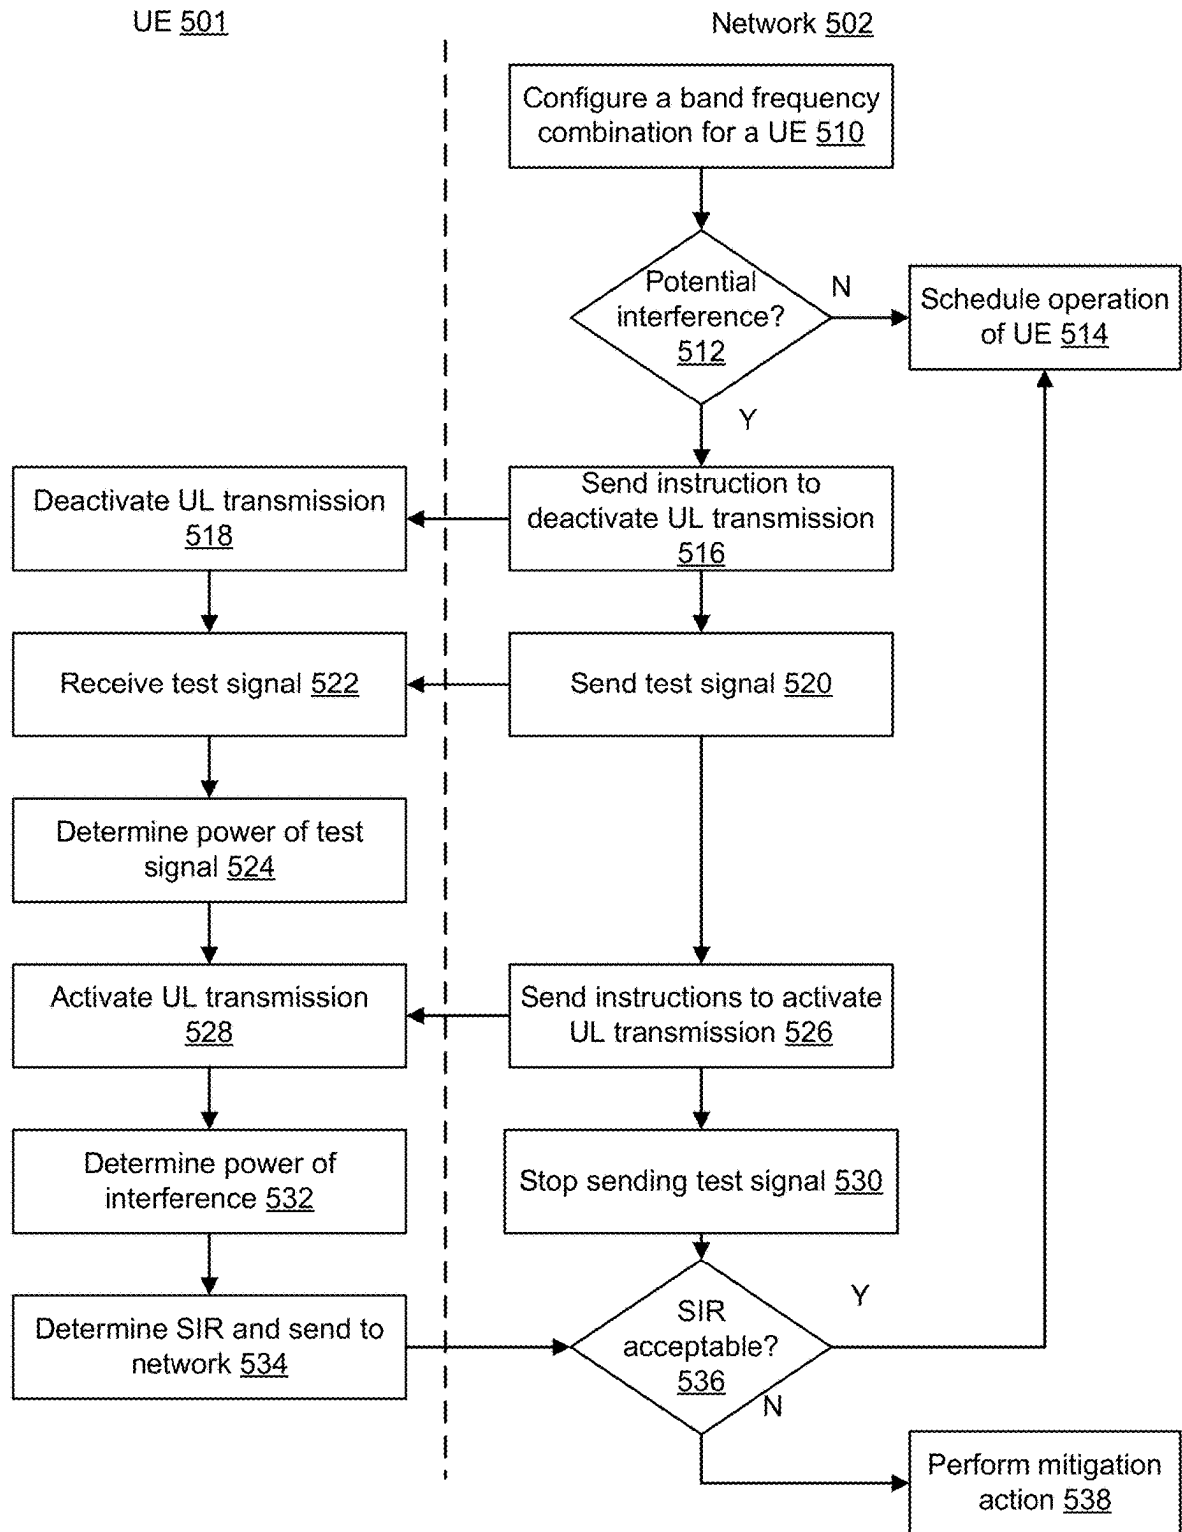 UE 501
Network 502
Configure a band frequency
combination for a UE 510
Potential
interference?
512
N
Schedule operation
of UE 514
Y
Deactivate UL transmission
518
Send instruction to
deactivate UL transmission
516
Receive test signal 522
Send test signal 520
Determine power of test
signal 524
Activate UL transmission
528
Send instructions to activate
UL transmission 526
Determine power of
interference 532
Stop sending test signal 530
Determine SIR and send to
network 534
SIR
acceptable?
536
Y
N
Perform mitigation
action 538